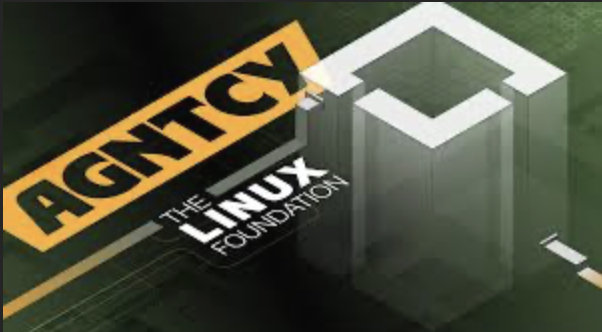 AGNTCY
THE
LINUX
FOUNDATION